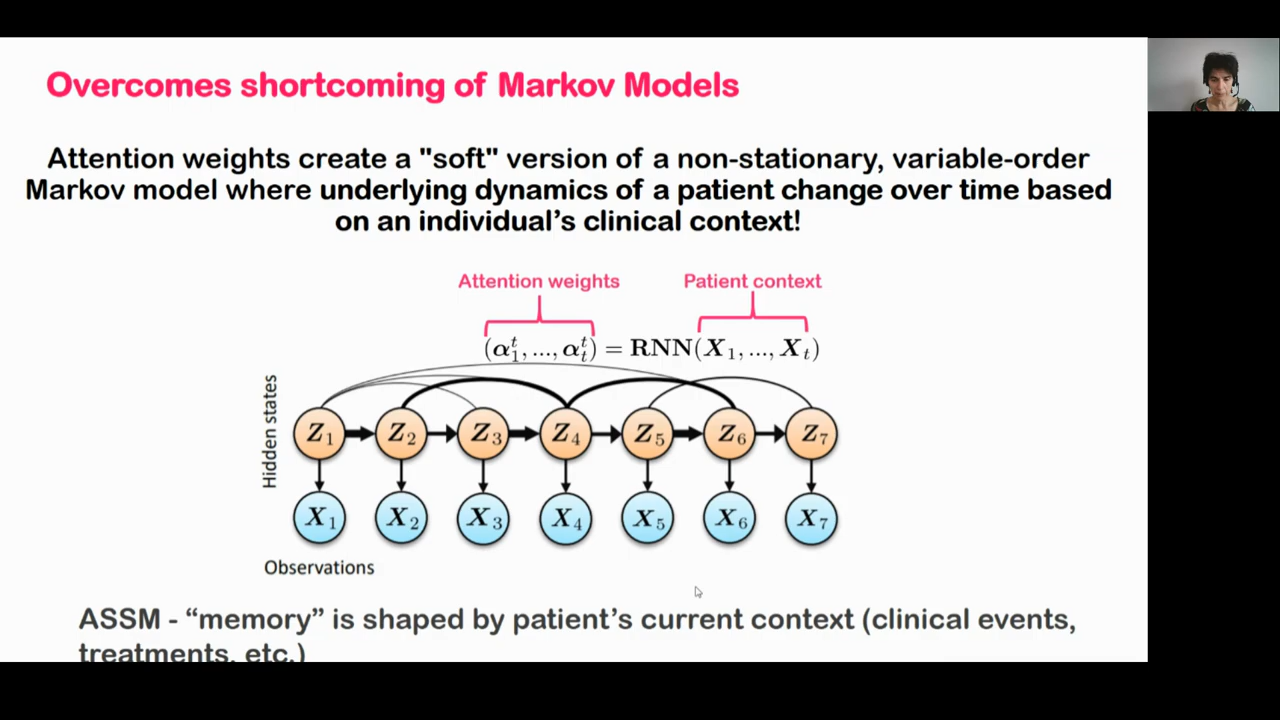 Overcomes shortcoming of Markov Models
Attention weights create a "soft" version of a non-stationary, variable-order
Markov model where underlying dynamics of a patient change over time based
on an individual’s clinical context!
Attention weights Patient context
(α₁ᵗ, ..., αₜᵗ) = RNN(X₁, ..., Xₜ)
Hidden states
Z₁ Z₂ Z₃ Z₄ Z₅ Z₆ Z₇
X₁ X₂ X₃ X₄ X₅ X₆ X₇
Observations
ASSM - “memory” is shaped by patient’s current context (clinical events,
treatments, etc.)